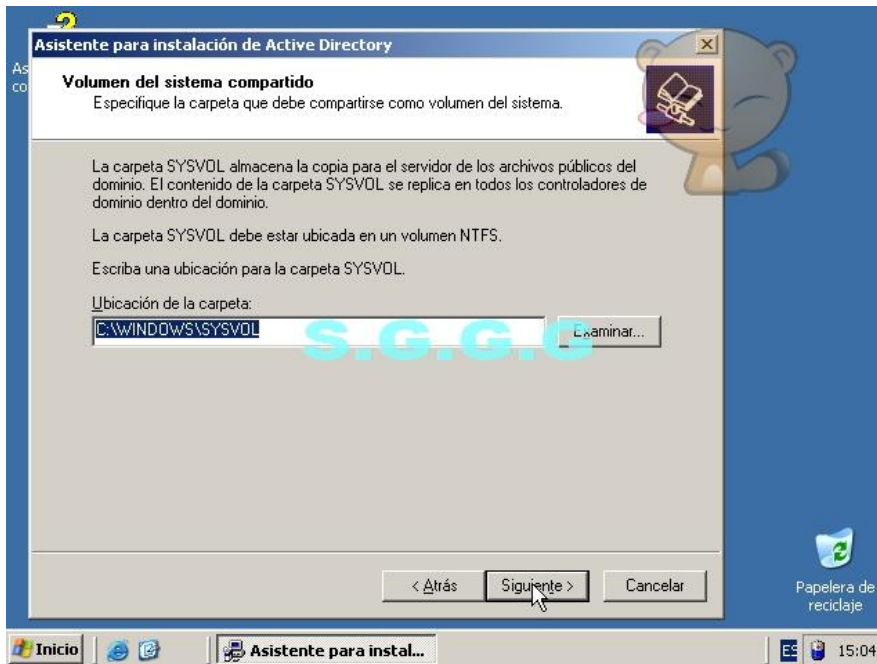 Asistente para instalación de Active Directory
As
co
Volumen del sistema compartido
Especifique la carpeta que debe compartirse como volumen del sistema.
La carpeta SYSVOL almacena la copia para el servidor de los archivos públicos del
dominio. El contenido de la carpeta SYSVOL se replica en todos los controladores de
dominio dentro del dominio.
La carpeta SYSVOL debe estar ubicada en un volumen NTFS.
Escriba una ubicación para la carpeta SYSVOL.
Ubicación de la carpeta:
C:\WINDOWS\SYSVOL
Examinar...
S.G.G.G
< Atrás
Siguiente >
Cancelar
Papelera de
reciclaje
Inicio
Asistente para instal...
ES
15:04